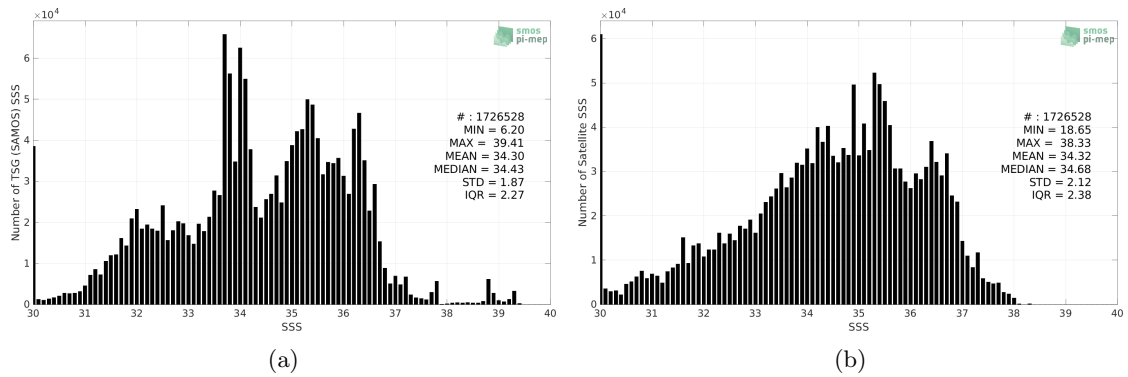 ×10⁴
Number of TSG (SAMOS) SSS
6
5
4
3
2
1
0
30 31 32 33 34 35 36 37 38 39 40
SSS
smos
pi-mep
# : 1726528
MIN = 6.20
MAX = 39.41
MEAN = 34.30
MEDIAN = 34.43
STD = 1.87
IQR = 2.27
(a)
×10⁴
Number of Satellite SSS
6
5
4
3
2
1
0
30 31 32 33 34 35 36 37 38 39 40
SSS
smos
pi-mep
# : 1726528
MIN = 18.65
MAX = 38.33
MEAN = 34.32
MEDIAN = 34.68
STD = 2.12
IQR = 2.38
(b)